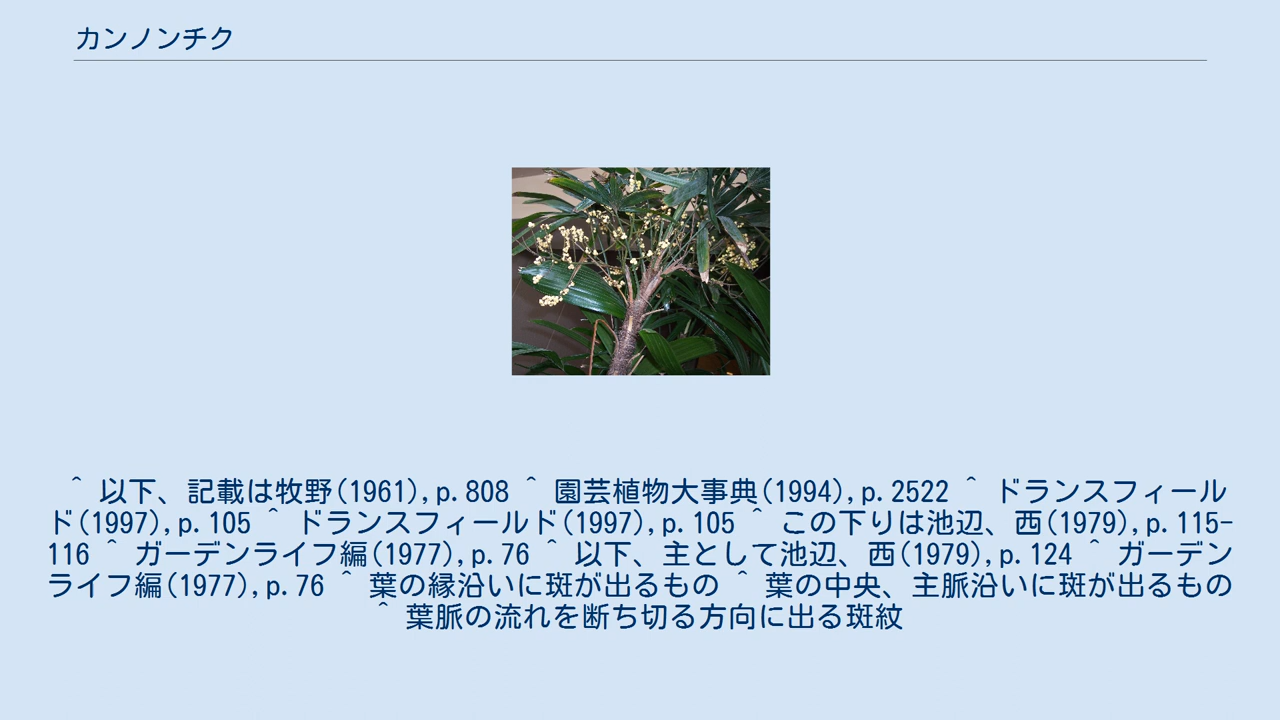 カンノンチク
^ 以下、記載は牧野(1961),p.808 ^ 園芸植物大事典(1994),p.2522 ^ ドランスフィール
ド(1997),p.105 ^ ドランスフィールド(1997),p.105 ^ この下りは池辺、西(1979),p.115-
116 ^ ガーデンライフ編(1977),p.76 ^ 以下、主として池辺、西(1979),p.124 ^ ガーデン
ライフ編(1977),p.76 ^ 葉の縁沿いに斑が出るもの ^ 葉の中央、主脈沿いに斑が出るもの
^ 葉脈の流れを断ち切る方向に出る斑紋